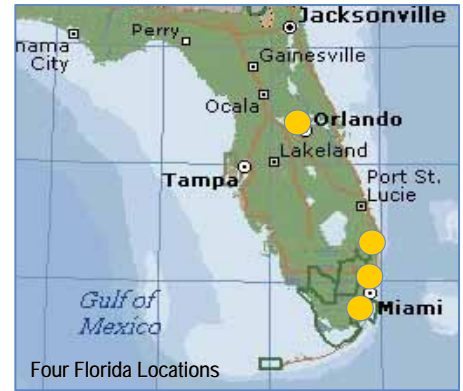 Jacksonville
Perry
nama
City
Gainesville
Ocala
Orlando
Lakeland
Tampa
Port St.
Lucie
Gulf of
Mexico
Miami
Four Florida Locations